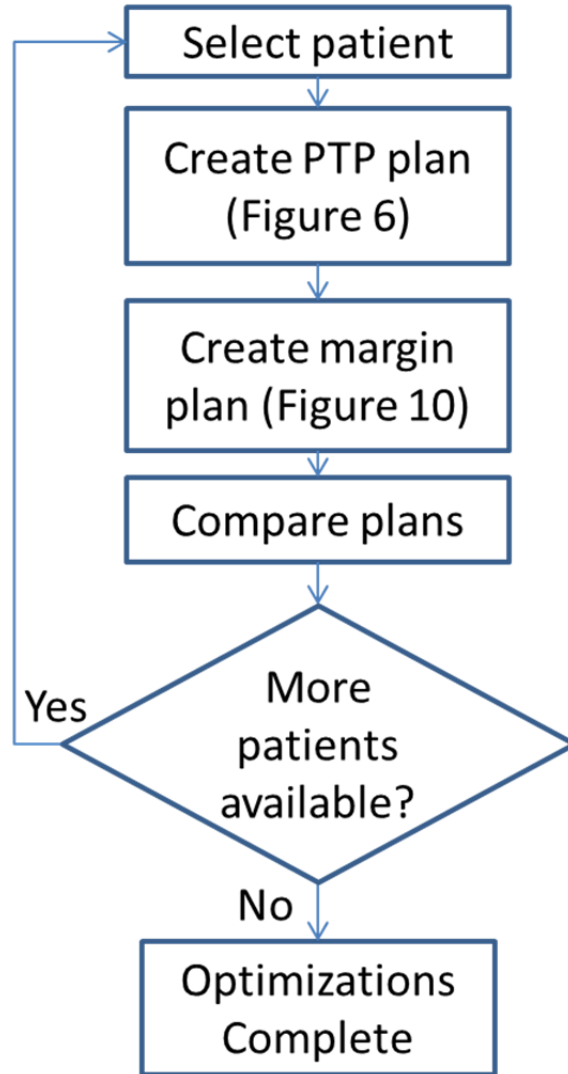 Select patient
Create PTP plan
(Figure 6)
Create margin
plan (Figure 10)
Compare plans
More
patients
available?
Yes
No
Optimizations
Complete